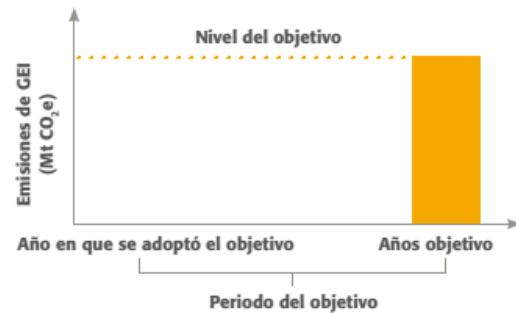 Nivel del objetivo
Emisiones de GEI
(Mt CO₂e)
Año en que se adoptó el objetivo
Años objetivo
Periodo del objetivo